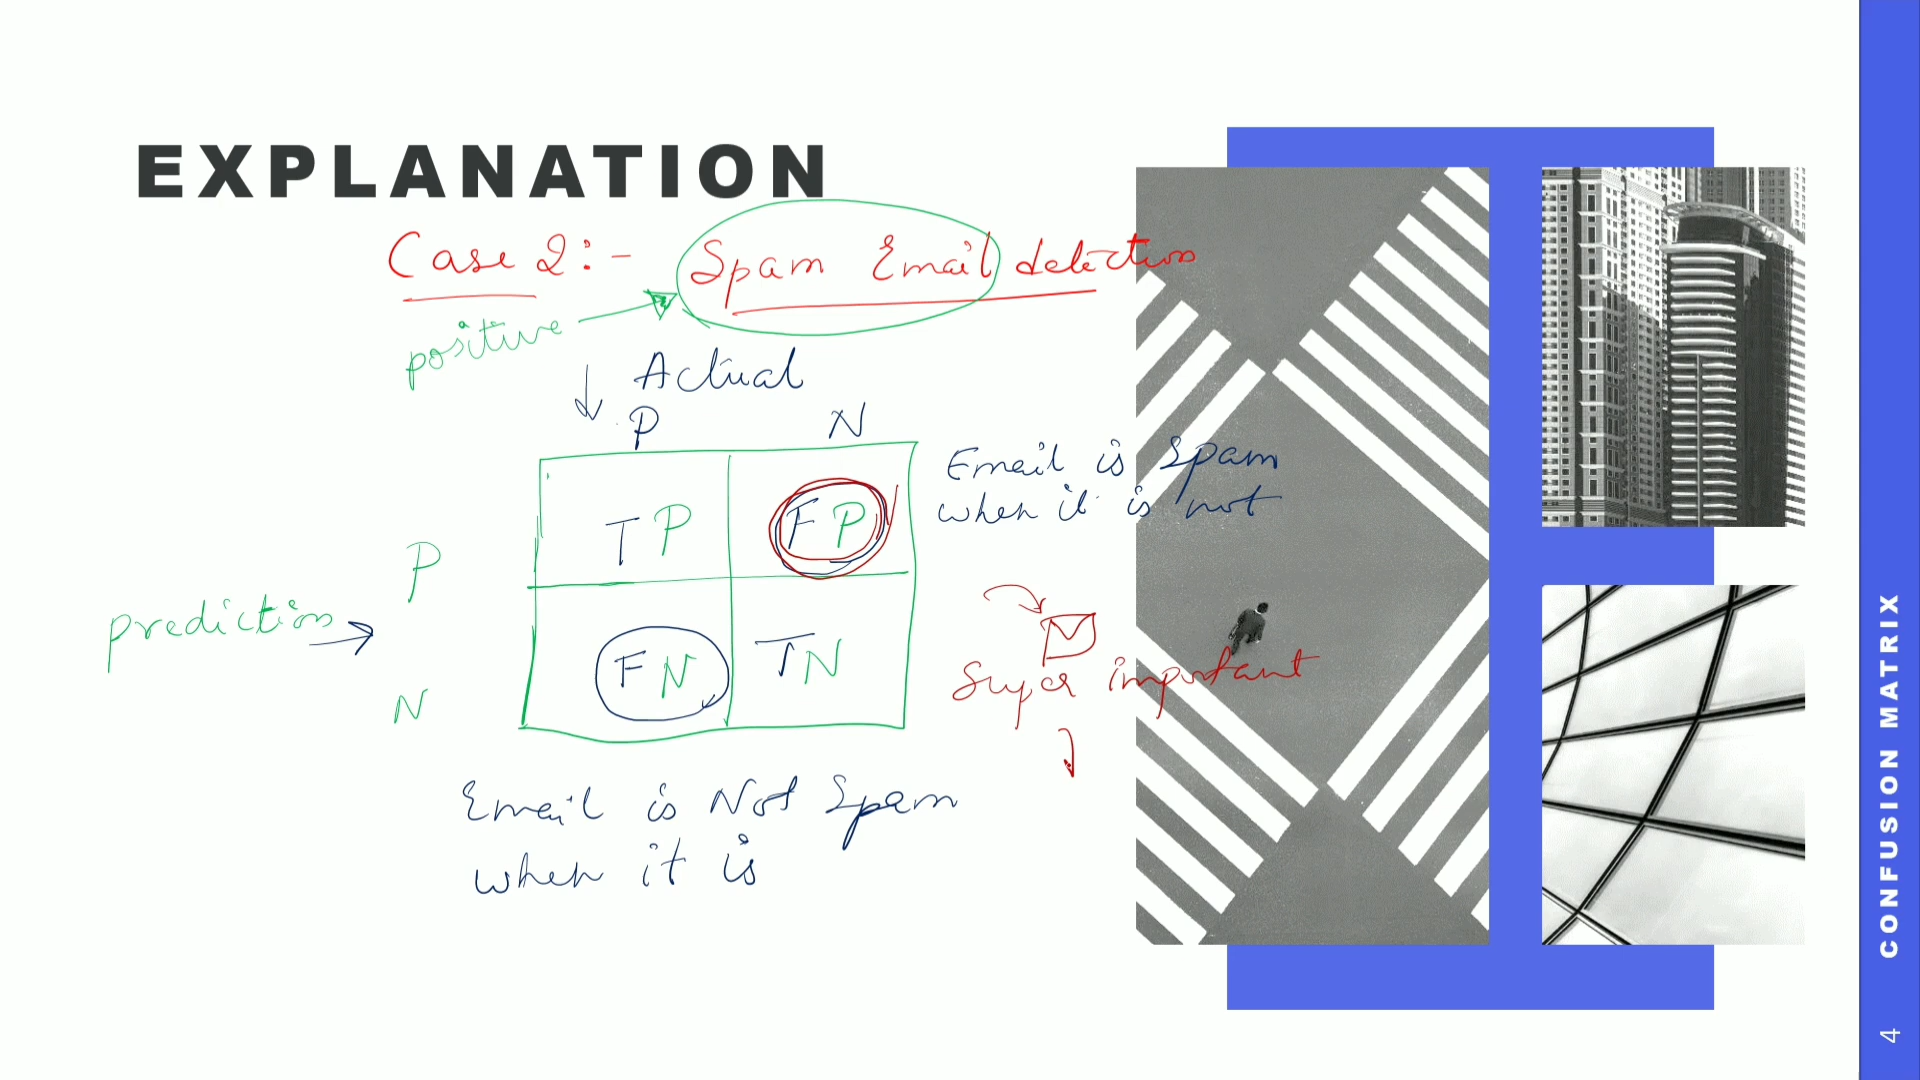 EXPLANATION
Case 2:- Spam Email detection
positive
Actual
P N
Email is Spam
when it is not
P
TP FP
prediction
N
FN TN
Super important
Email is Not Spam
when it is
CONFUSION MATRIX
4